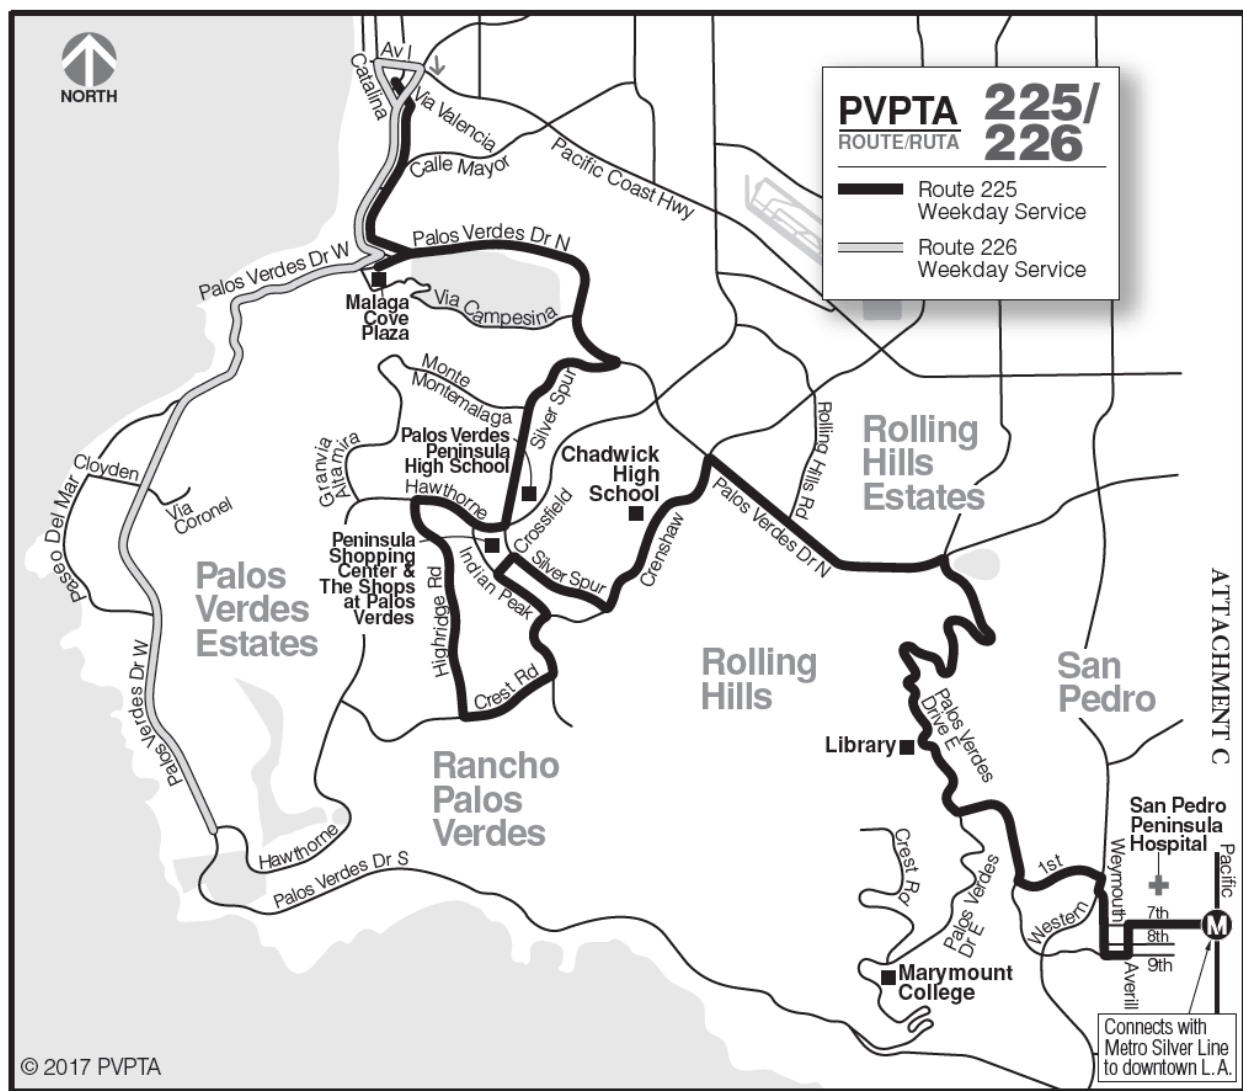 NORTH
Av I
Catalina
Via Valencia
Calle Mayor
Pacific Coast Hwy
PVPTA
ROUTE/RUTA
225/
226
Route 225
Weekday Service
Route 226
Weekday Service
Palos Verdes Dr W
Palos Verdes Dr N
Malaga
Cove
Plaza
Via Campesina
Monte
Montemalaga
Silver Spur
Granvia
Altamira
Palos Verdes
Peninsula
High School
Chadwick
High
School
Rolling Hills Rd
Rolling
Hills
Estates
Cloyden
Via
Coronel
Paseo Del Mar
Hawthorne
Crossfield
Palos Verdes Dr N
Crenshaw
Peninsula
Shopping
Center &
The Shops
at Palos
Verdes
Indian Peak
Silver Spur
Highridge Rd
Palos
Verdes
Estates
Crest Rd
Rolling
Hills
San
Pedro
ATTACHMENT C
Palos Verdes Dr W
Palos Verdes
Drive E
Library
Rancho
Palos
Verdes
San Pedro
Peninsula
Hospital
Hawthorne
Palos Verdes Dr S
Crest Rd
Palos Verdes
Dr E
1st
Western
Weymouth
Pacific
7th
8th
9th
M
Averill
Marymount
College
Connects with
Metro Silver Line
to downtown L.A.
© 2017 PVPTA